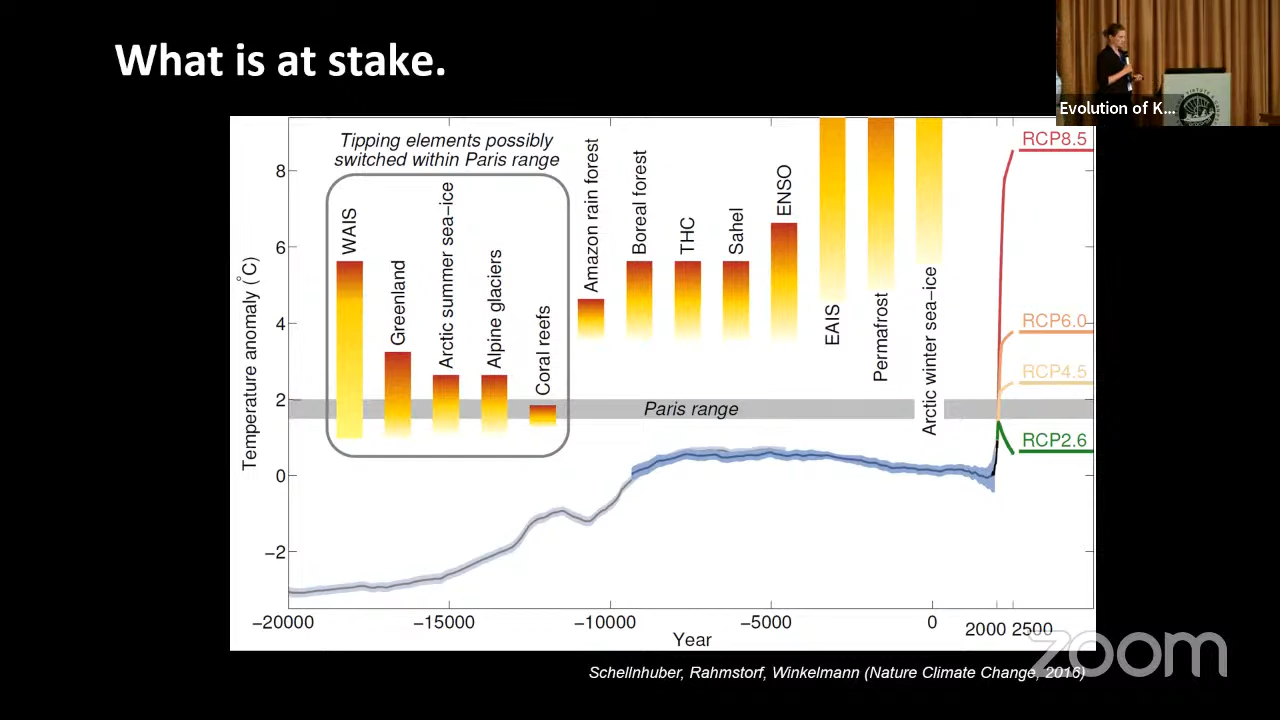 What is at stake.
Evolution of K...
Tipping elements possibly
switched within Paris range
WAIS
Greenland
Arctic summer sea-ice
Alpine glaciers
Coral reefs
Amazon rain forest
Boreal forest
THC
Sahel
ENSO
EAIS
Permafrost
Arctic winter sea-ice
RCP8.5
RCP6.0
RCP4.5
RCP2.6
Paris range
Temperature anomaly (°C)
8
6
4
2
0
−2
−20000 −15000 −10000 −5000 0 2000 2500
Year
Schellnhuber, Rahmstorf, Winkelmann (Nature Climate Change, 2016)
zoom